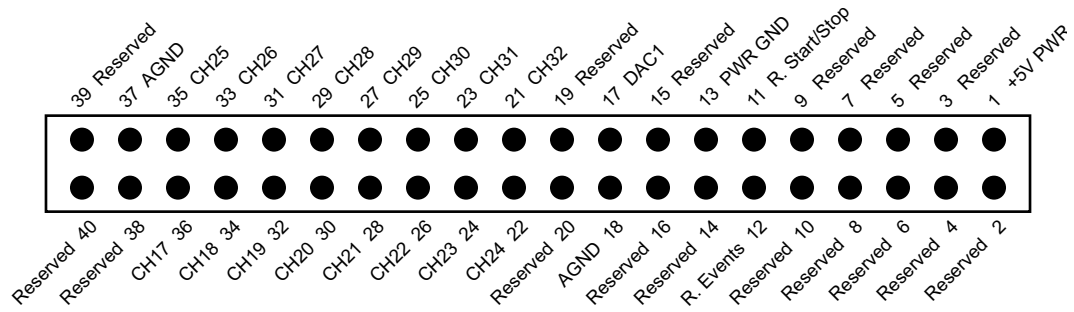 39 Reserved
37 AGND
35 CH25
33 CH26
31 CH27
29 CH28
27 CH29
25 CH30
23 CH31
21 CH32
19 Reserved
17 DAC1
15 Reserved
13 PWR GND
11 R. Start/Stop
9 Reserved
7 Reserved
5 Reserved
3 Reserved
1 +5V PWR
Reserved 40
Reserved 38
CH17 36
CH18 34
CH19 32
CH20 30
CH21 28
CH22 26
CH23 24
CH24 22
Reserved 20
AGND 18
Reserved 16
Reserved 14
R. Events 12
Reserved 10
Reserved 8
Reserved 6
Reserved 4
Reserved 2